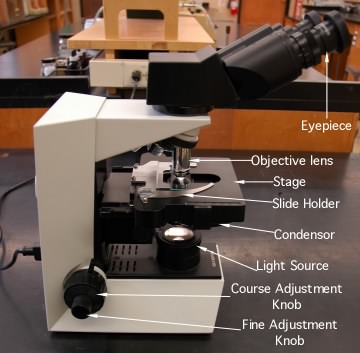 Eyepiece
Objective lens
Stage
Slide Holder
Condensor
Light Source
Course Adjustment
Knob
Fine Adjustment
Knob